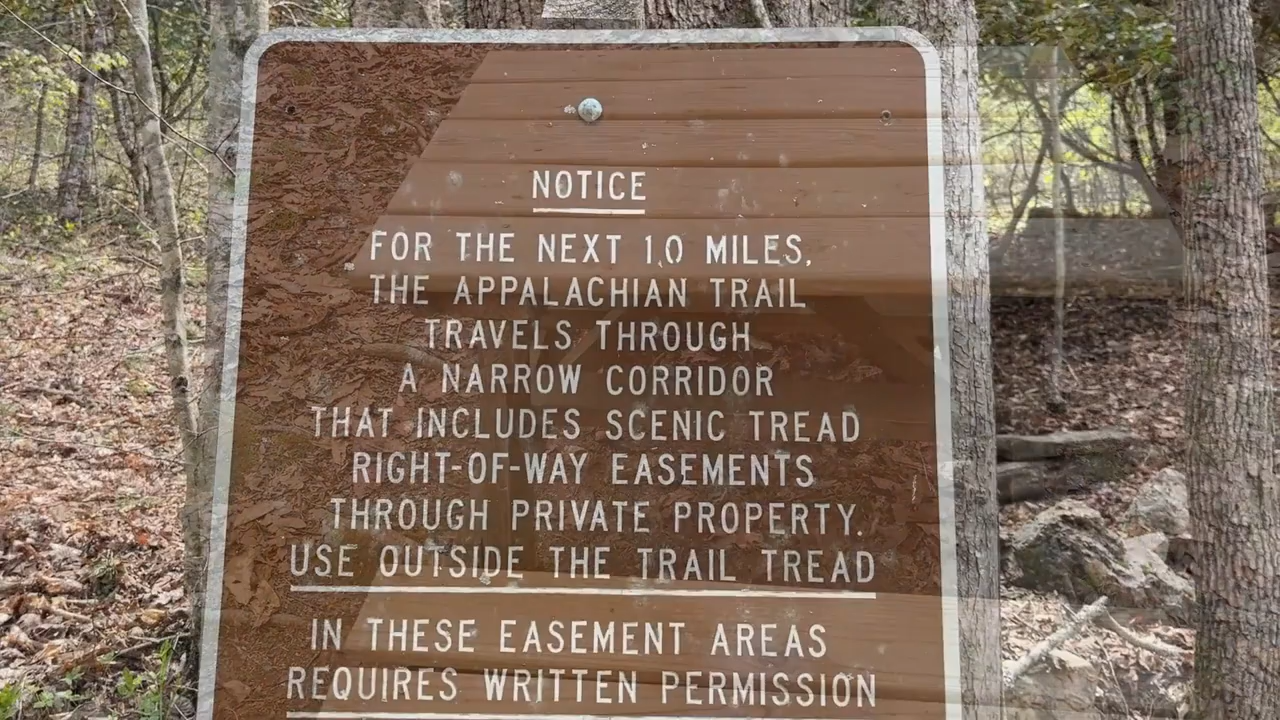 NOTICE
FOR THE NEXT 1.0 MILES,
THE APPALACHIAN TRAIL
TRAVELS THROUGH
A NARROW CORRIDOR
THAT INCLUDES SCENIC TREAD
RIGHT-OF-WAY EASEMENTS
THROUGH PRIVATE PROPERTY.
USE OUTSIDE THE TRAIL TREAD
IN THESE EASEMENT AREAS
REQUIRES WRITTEN PERMISSION